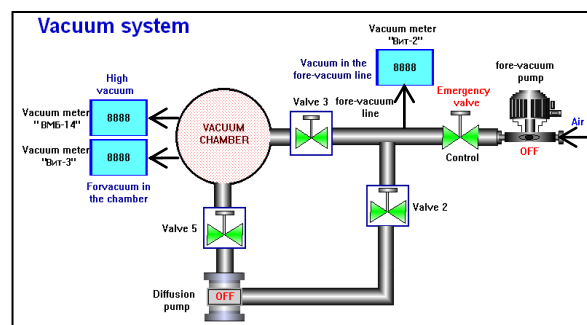 Vacuum system
Vacuum meter
"Вит-2"
8888
Vacuum in the
fore-vacuum line
fore-vacuum
pump
Emergency
valve
High
vacuum
Vacuum meter
"ВМБ-14"
8888
Vacuum meter
"Вит-3"
8888
Forvacuum in
the chamber
VACUUM
CHAMBER
Valve 3
fore-vacuum
line
Control
OFF
Air
Valve 5
Valve 2
Diffusion
pump
OFF